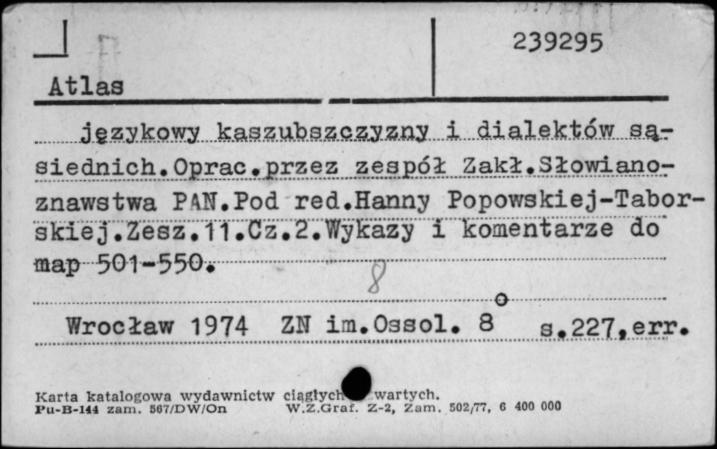 239295
Atlas
językowy kaszubszczyzny i dialektów są-
siednich.Oprac.przez zespół Zakł.Słowiano-
znawstwa PAN.Pod red.Hanny Popowskiej-Tabor-
skiej.Zesz.11.Cz.2.Wykazy i komentarze do
map 501-550.
8
Wrocław 1974 ZN im.Ossol. 8° s.227,err.
Karta katalogowa wydawnictw ciągłych wartych.
Pu-B-144 zam. 567/DW/On W.Z.Graf. Z-2, Zam. 502/77, 6 400 000